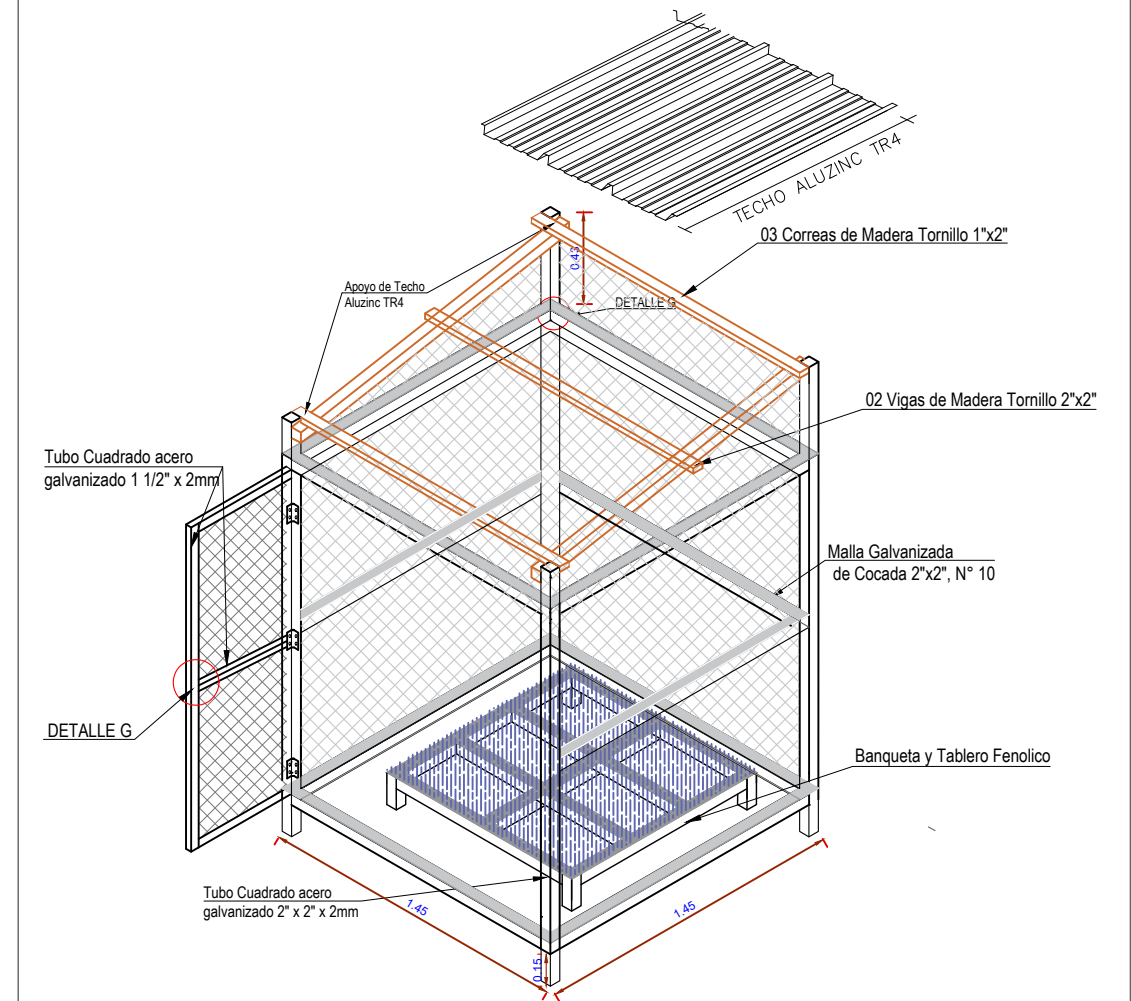 TECHO ALUZINC TR4
03 Correas de Madera Tornillo 1"x2"
0.43
Apoyo de Techo
Aluzinc TR4
DETALLE G
02 Vigas de Madera Tornillo 2"x2"
Tubo Cuadrado acero
galvanizado 1 1/2" x 2mm
Malla Galvanizada
de Cocada 2"x2", N° 10
DETALLE G
Banqueta y Tablero Fenolico
Tubo Cuadrado acero
galvanizado 2" x 2" x 2mm
1.45
1.45
0.15